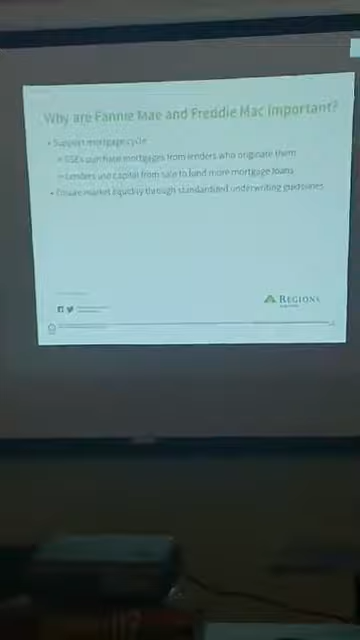 Why are Fannie Mae and Freddie Mac Important?
• Support mortgage cycle
GSEs purchase mortgages from lenders who originate them
Lenders use capital from sale to fund more mortgage loans
• Ensure market liquidity through standardized underwriting guidelines
REGIONS